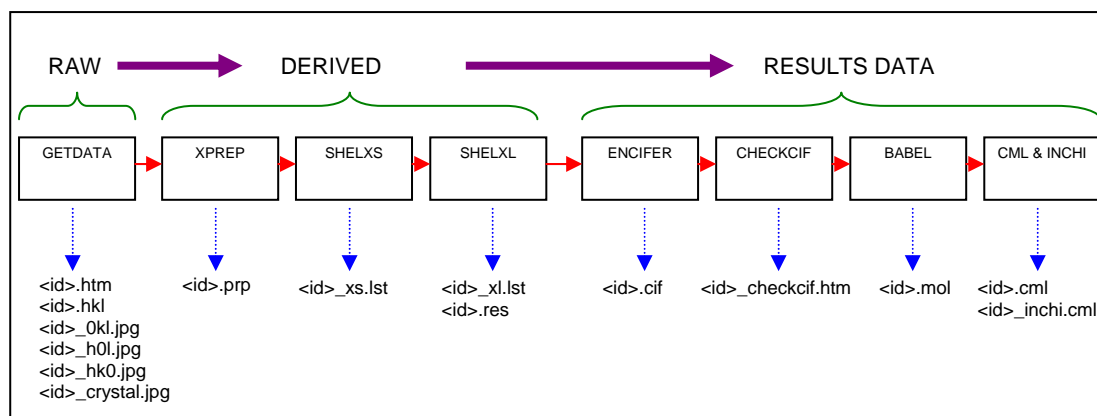 RAW
DERIVED
RESULTS DATA
GETDATA
XPREP
SHELXS
SHELXL
ENCIFER
CHECKCIF
BABEL
CML & INCHI
<id>.htm
<id>.hkl
<id>_0kl.jpg
<id>_h0l.jpg
<id>_hk0.jpg
<id>_crystal.jpg
<id>.prp
<id>_xs.lst
<id>_xl.lst
<id>.res
<id>.cif
<id>_checkcif.htm
<id>.mol
<id>.cml
<id>_inchi.cml